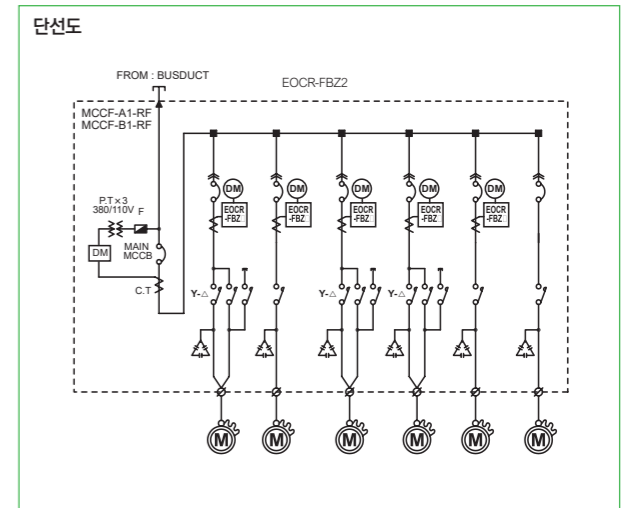 단선도
FROM : BUSDUCT
EOCR-FBZ2
MCCF-A1-RF
MCCF-B1-RF
P.T×3
380/110V F
DM
MAIN
MCCB
C.T
DM
EOCR
-FBZ
DM
EOCR
-FBZ
DM
EOCR
-FBZ
DM
EOCR
-FBZ
DM
EOCR
-FBZ
Y-△
Y-△
Y-△
M
M
M
M
M
M